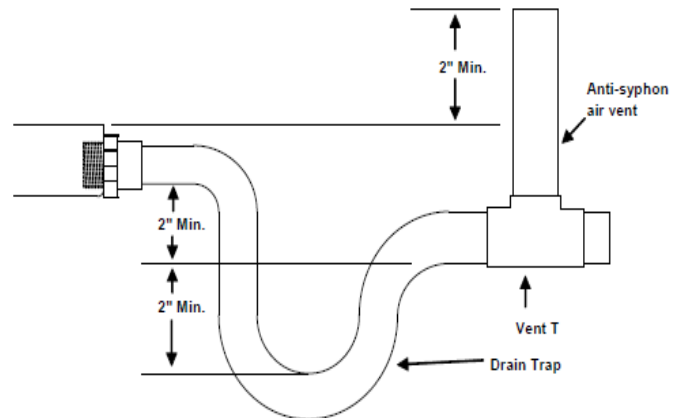 2" Min.
Anti-syphon
air vent
2" Min.
2" Min.
Vent T
Drain Trap